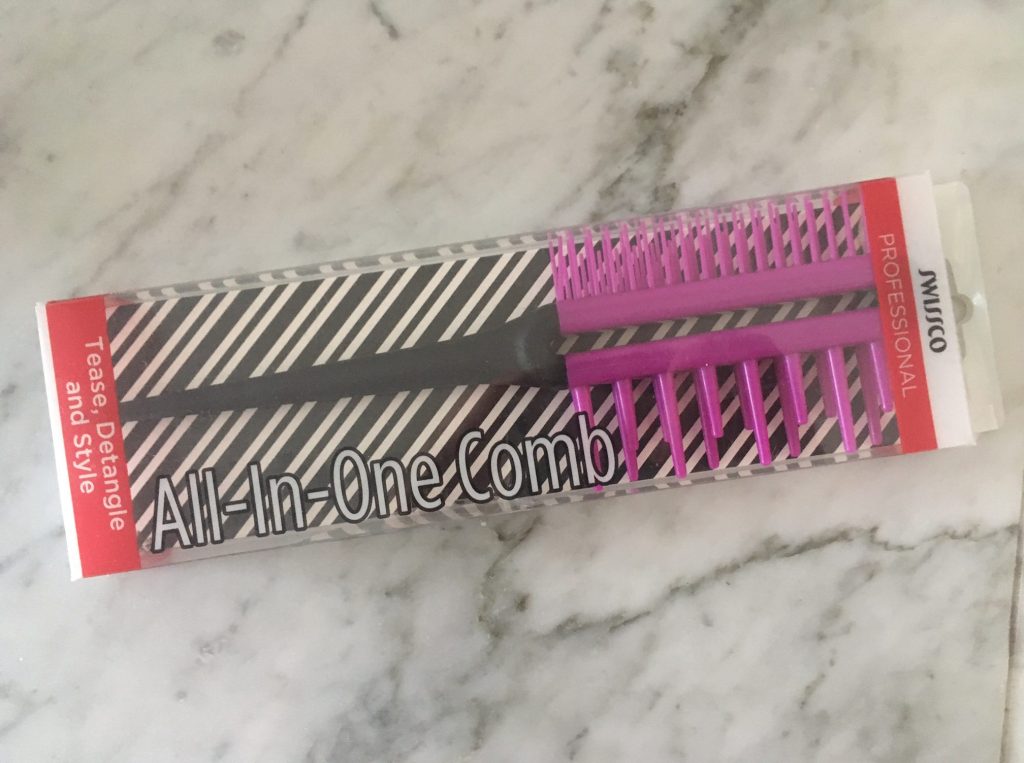 SWISSCO
PROFESSIONAL
All-In-One Comb
Tease, Detangle
and Style